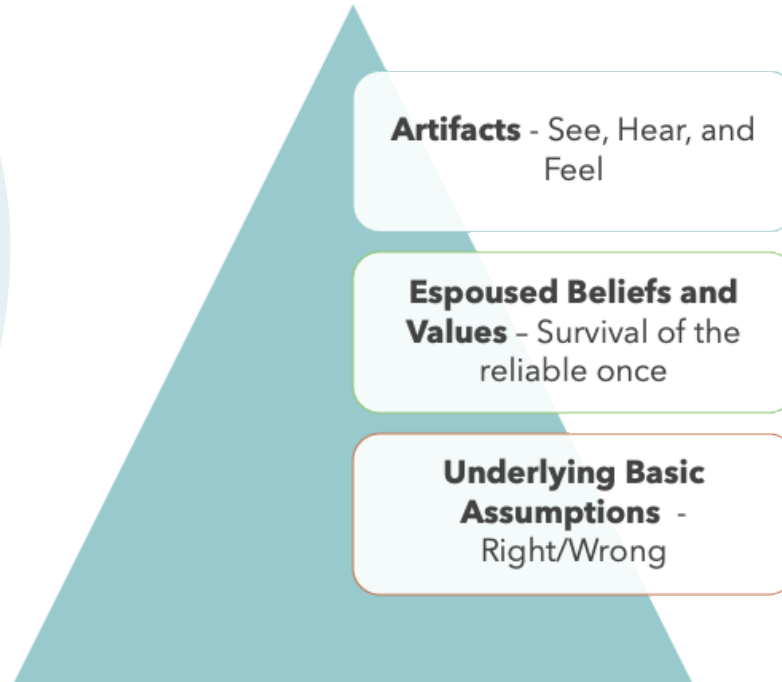 Artifacts - See, Hear, and
Feel
Espoused Beliefs and
Values – Survival of the
reliable once
Underlying Basic
Assumptions -
Right/Wrong